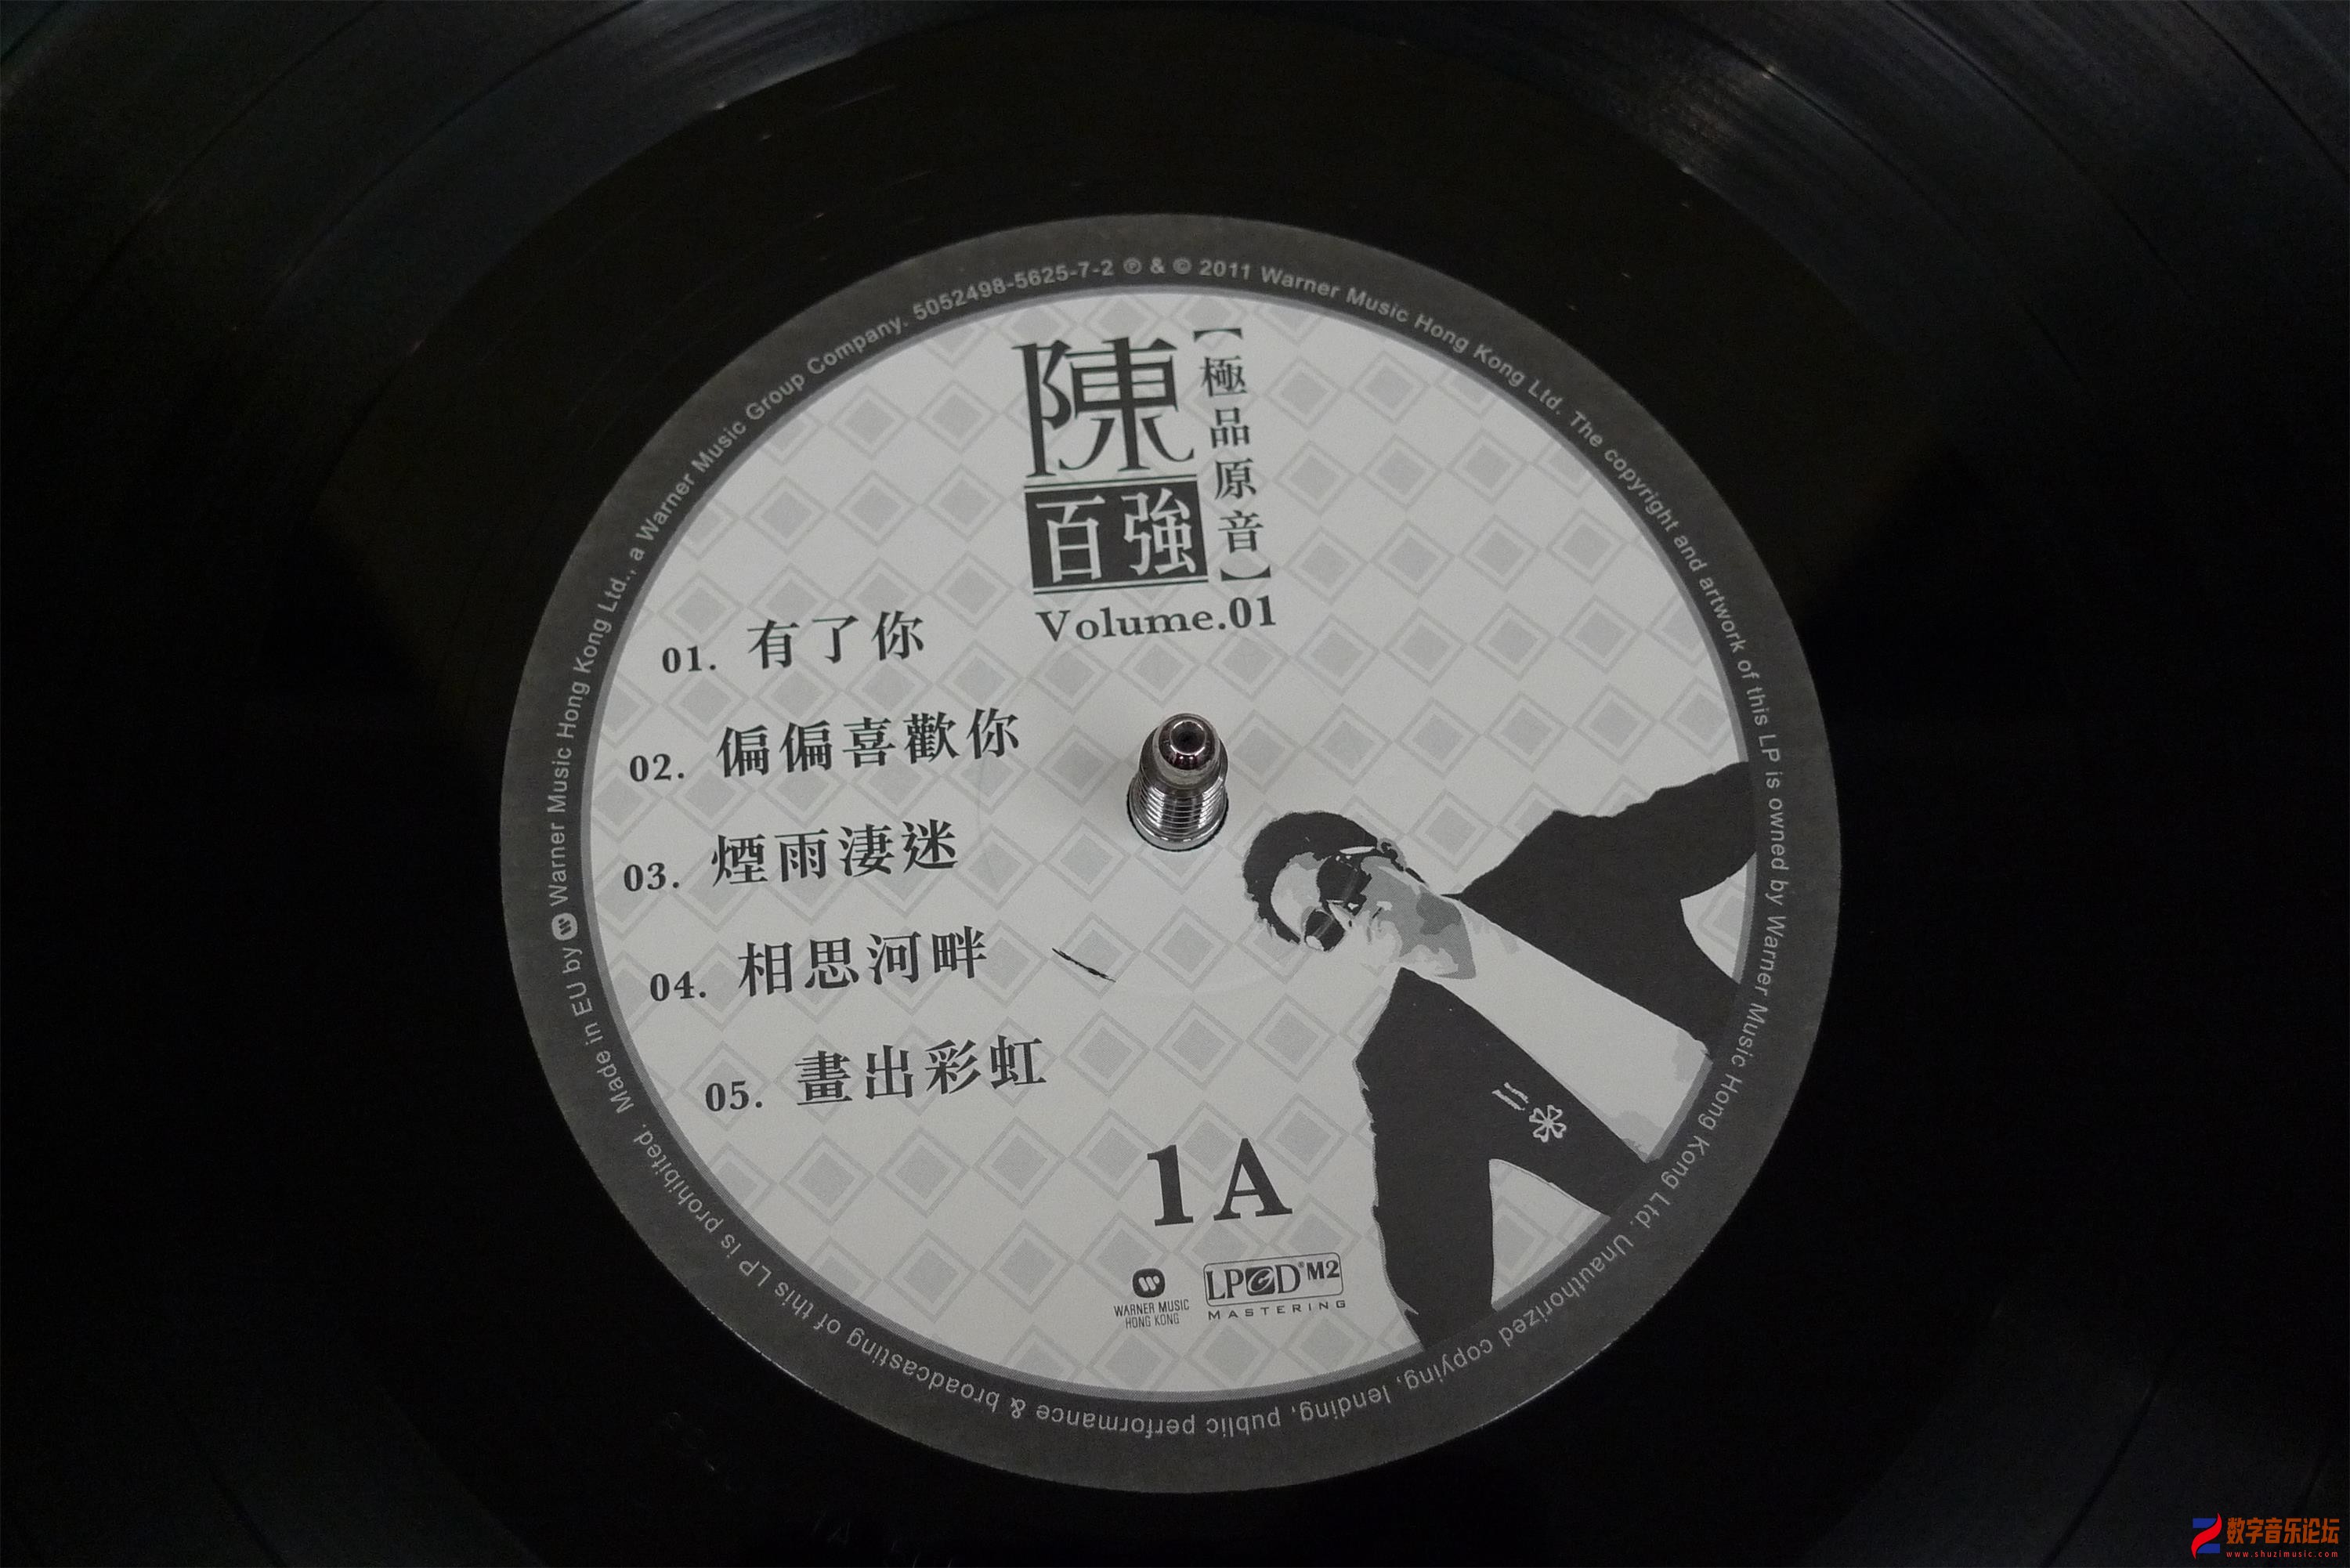 Made in EU by Warner Music Hong Kong Ltd., a Warner Music Group Company. 5052498-5625-7-2 ℗ & © 2011 Warner Music Hong Kong Ltd. The copyright and artwork of this LP is owned by Warner Music Hong Kong Ltd. Unauthorized copying, lending, public performance & broadcasting of this LP is prohibited.
陳
百強
【極品原音】
Volume.01
01. 有了你
02. 偏偏喜歡你
03. 煙雨淒迷
04. 相思河畔
05. 畫出彩虹
1A
WARNER MUSIC
HONG KONG
LPCD®M2
MASTERING
数字音乐论坛
www.shuzimusic.com